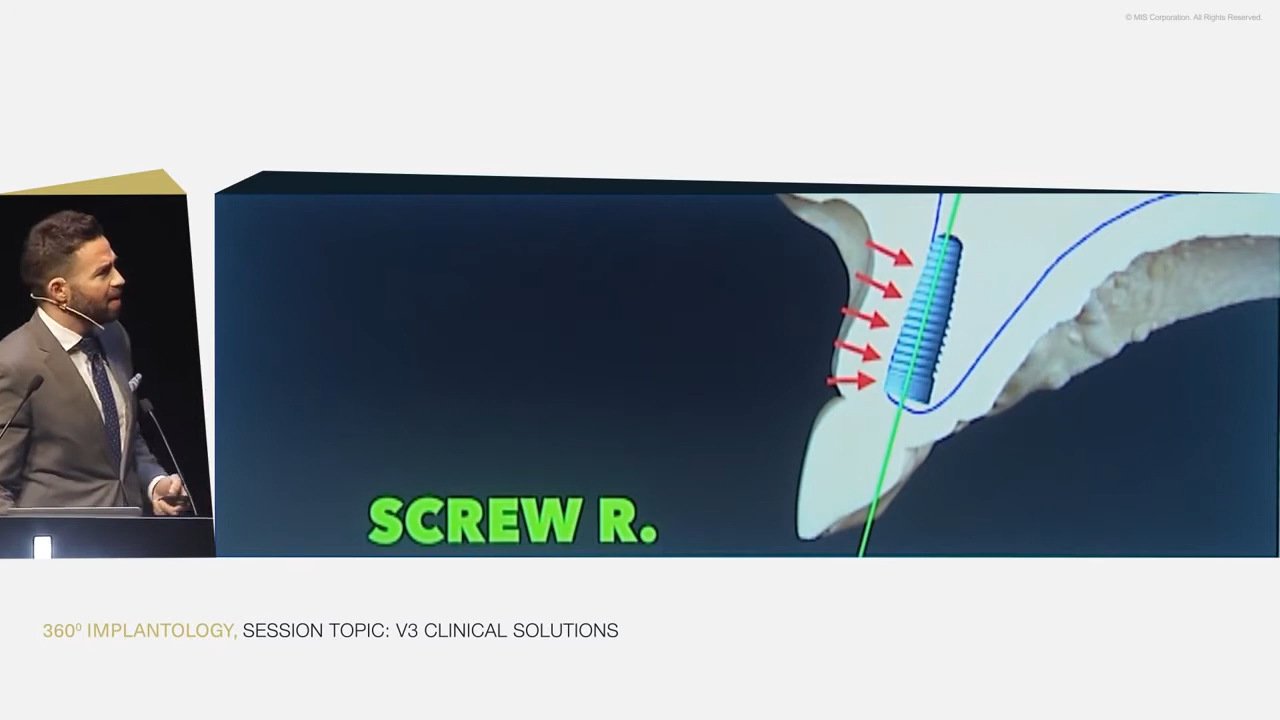 © MIS Corporation. All Rights Reserved.
SCREW R.
360⁰ IMPLANTOLOGY, SESSION TOPIC: V3 CLINICAL SOLUTIONS